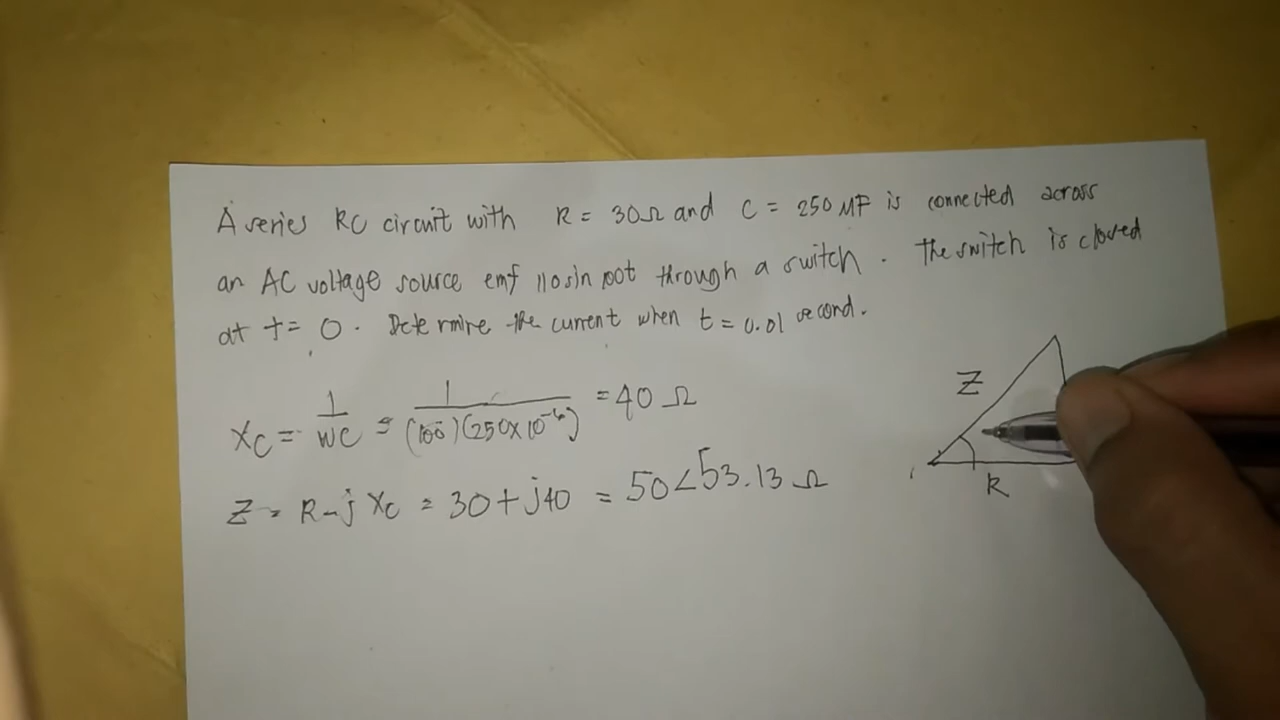 A series RC circuit with R = 30Ω and C = 250 MF is connected across
an AC voltage source emf 110 sin 100t through a switch. The switch is closed
at t = 0. Determine the current when t = 0.01 second.
Xc = 1/WC = 1/(100)(250x10^-6) = 40 Ω
Z = R-j Xc = 30+j40 = 50∠53.13 Ω
Z
R